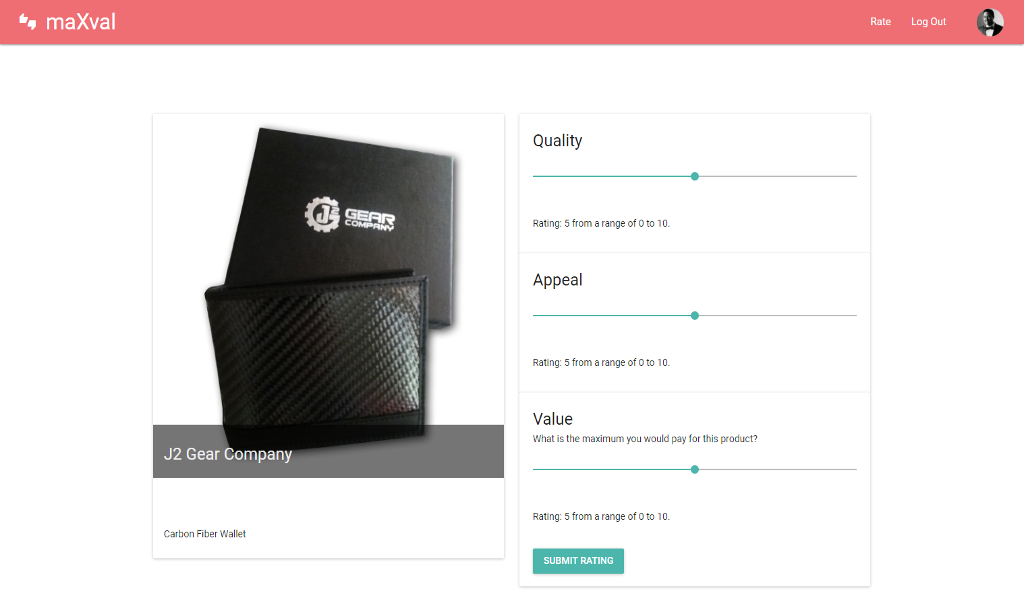 maXval
Rate
Log Out
J2 GEAR
COMPANY
J2 Gear Company
Carbon Fiber Wallet
Quality
Rating: 5 from a range of 0 to 10.
Appeal
Rating: 5 from a range of 0 to 10.
Value
What is the maximum you would pay for this product?
Rating: 5 from a range of 0 to 10.
SUBMIT RATING